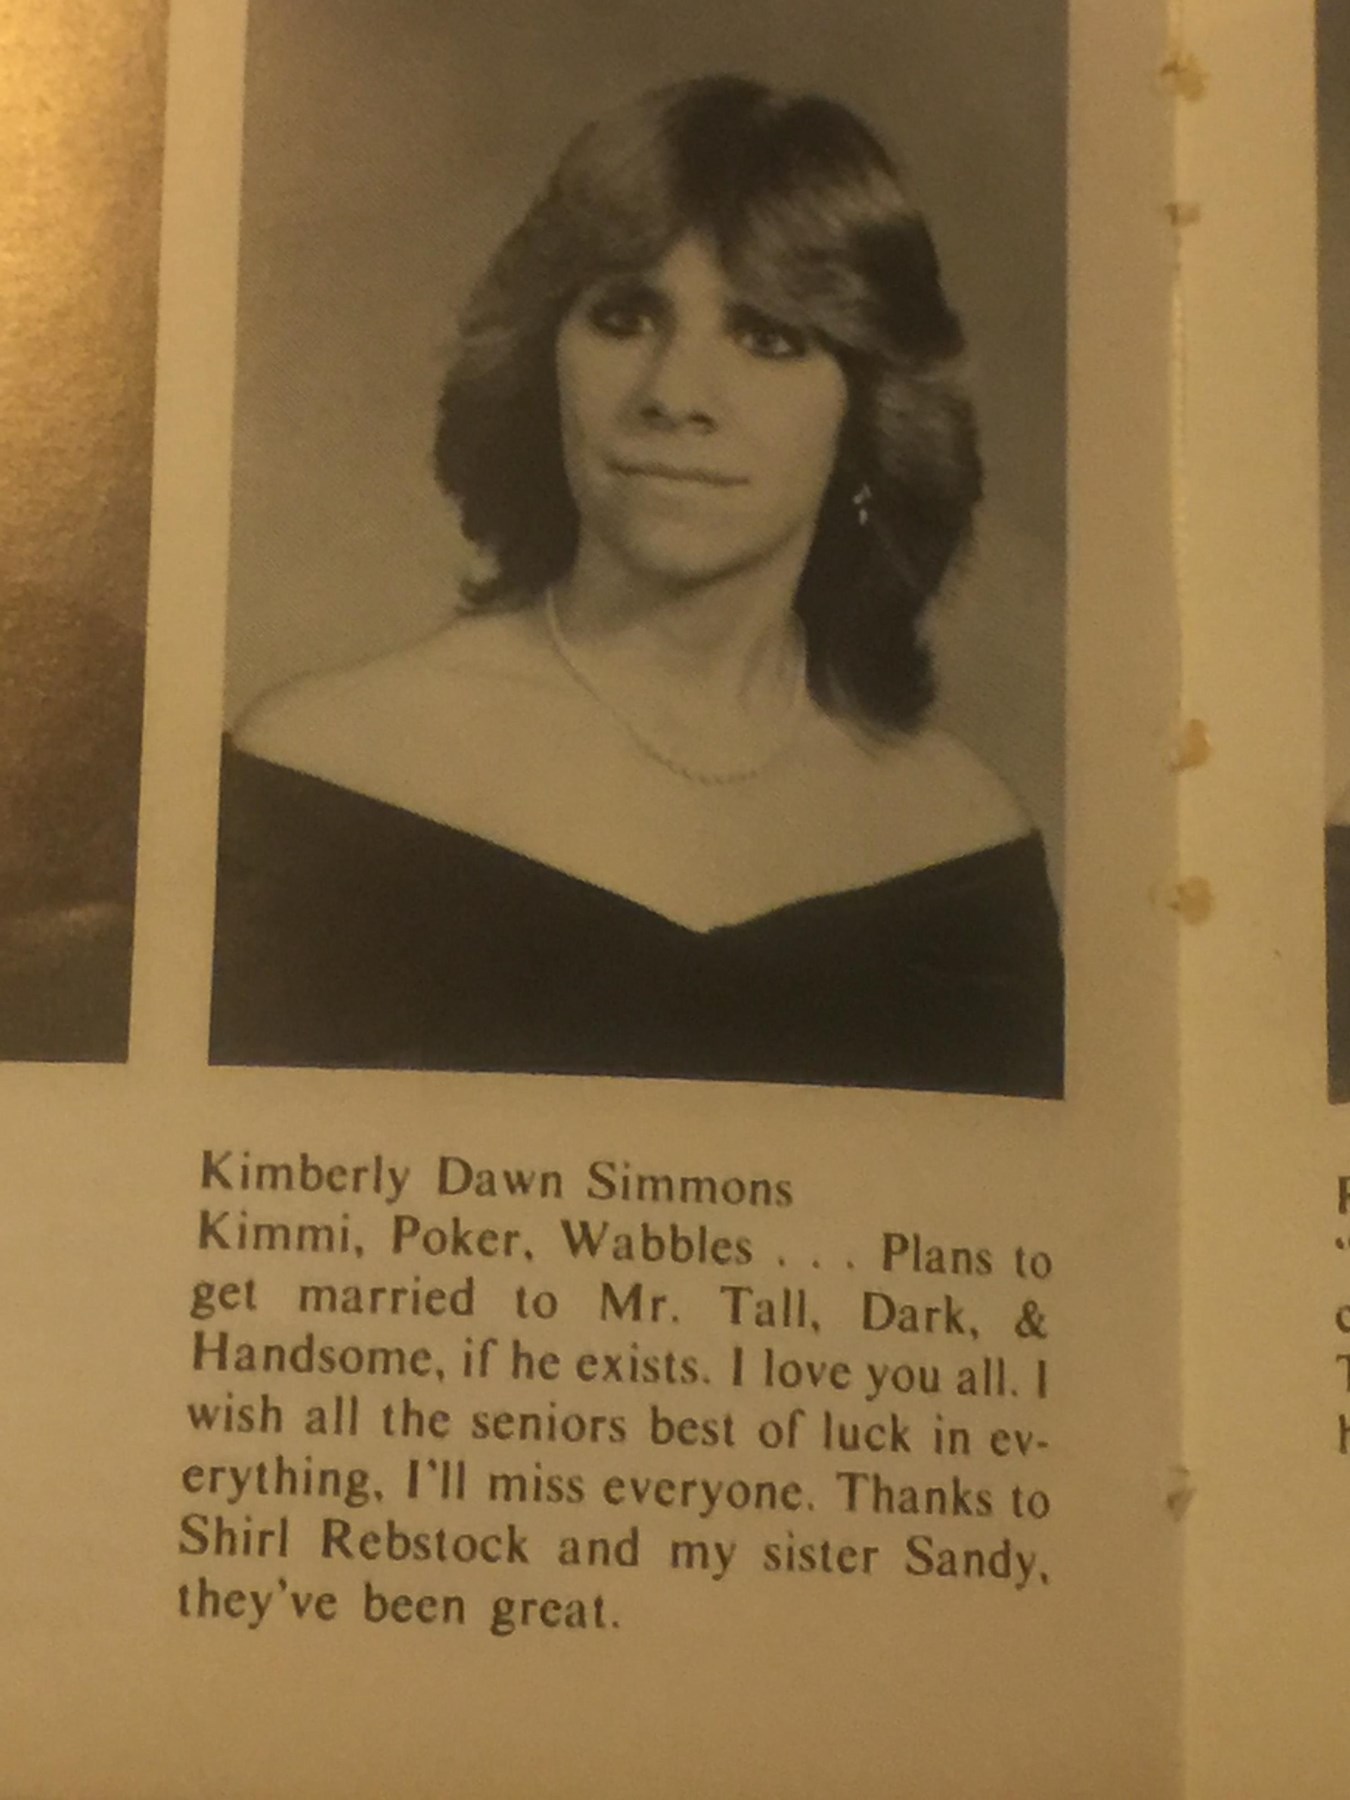 Kimberly Dawn Simmons
Kimmi, Poker, Wabbles . . . Plans to
get married to Mr. Tall, Dark, &
Handsome, if he exists. I love you all. I
wish all the seniors best of luck in ev-
erything, I'll miss everyone. Thanks to
Shirl Rebstock and my sister Sandy,
they've been great.